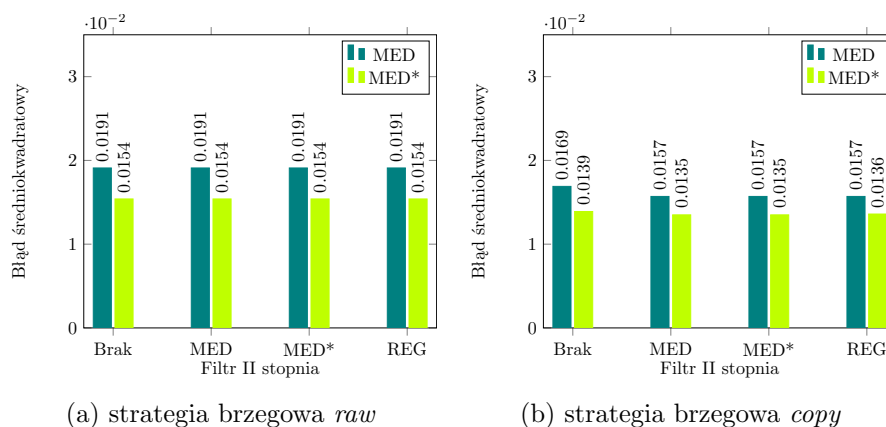 ·10⁻²
3
2
1
0
Błąd średniokwadratowy
MED
MED*
0.0191
0.0154
0.0191
0.0154
0.0191
0.0154
0.0191
0.0154
Brak MED MED* REG
Filtr II stopnia
(a) strategia brzegowa raw
·10⁻²
3
2
1
0
Błąd średniokwadratowy
MED
MED*
0.0169
0.0139
0.0157
0.0135
0.0157
0.0135
0.0157
0.0136
Brak MED MED* REG
Filtr II stopnia
(b) strategia brzegowa copy